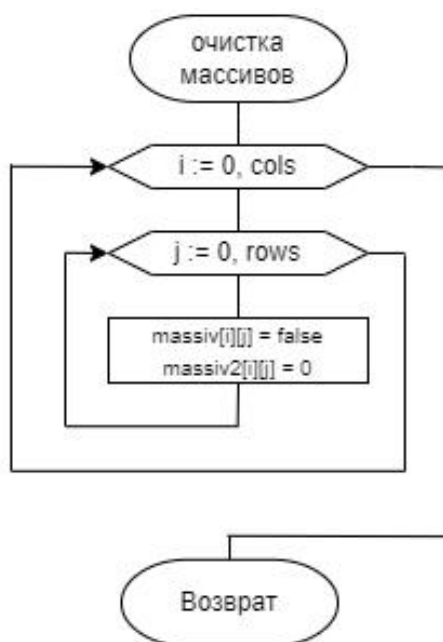 очистка
массивов
i := 0, cols
j := 0, rows
massiv[i][j] = false
massiv2[i][j] = 0
Возврат